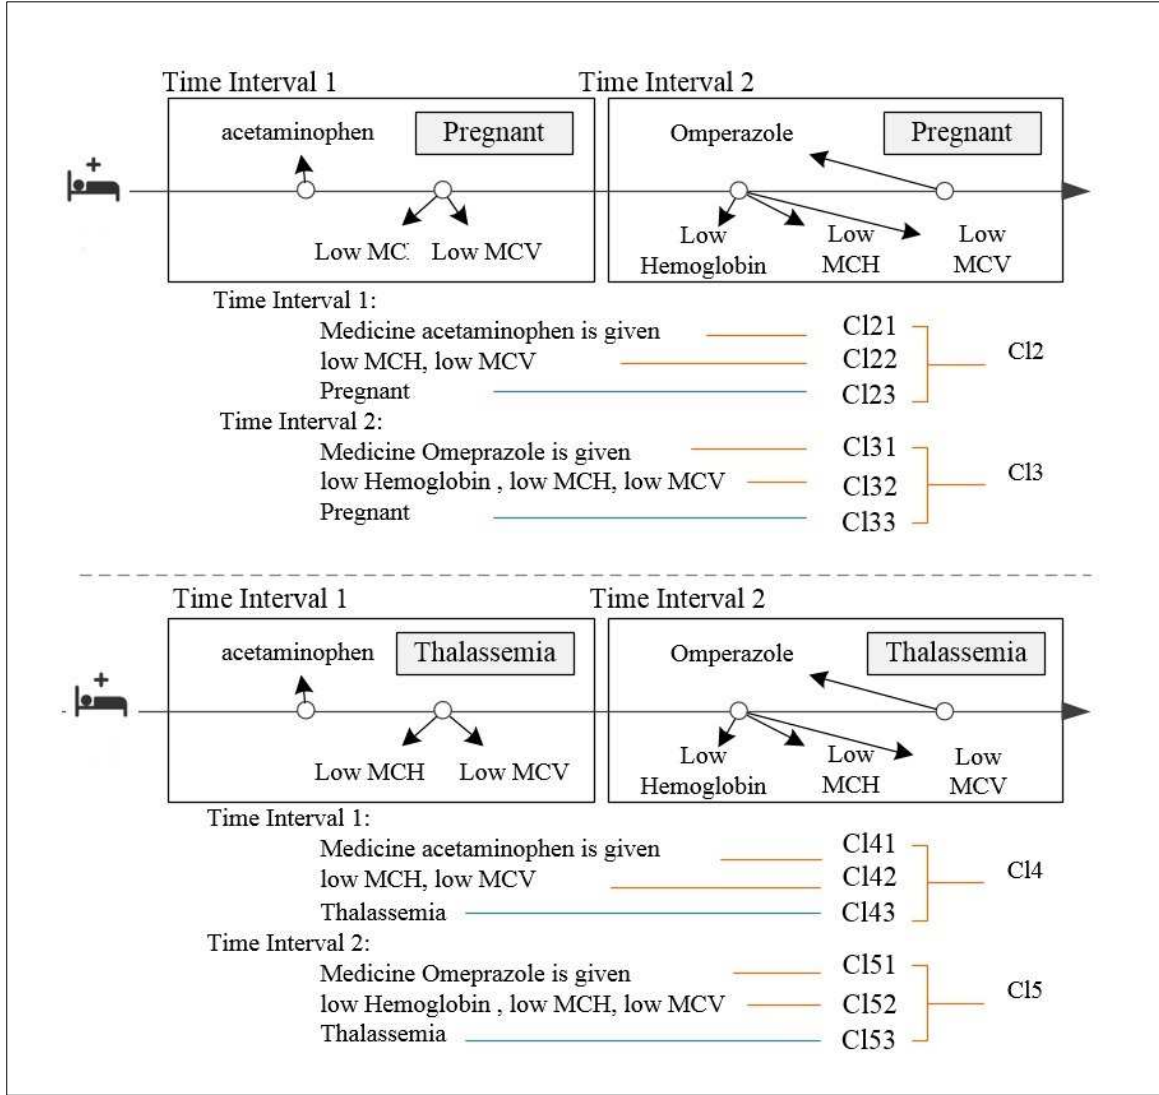 Time Interval 1
Time Interval 2
acetaminophen
Pregnant
Omperazole
Pregnant
Low MC
Low MCV
Low
Hemoglobin
Low
MCH
Low
MCV
Time Interval 1:
Medicine acetaminophen is given
Cl21
low MCH, low MCV
Cl22
Cl2
Pregnant
Cl23
Time Interval 2:
Medicine Omeprazole is given
Cl31
low Hemoglobin , low MCH, low MCV
Cl32
Cl3
Pregnant
Cl33
Time Interval 1
Time Interval 2
acetaminophen
Thalassemia
Omperazole
Thalassemia
Low MCH
Low MCV
Low
Hemoglobin
Low
MCH
Low
MCV
Time Interval 1:
Medicine acetaminophen is given
Cl41
low MCH, low MCV
Cl42
Cl4
Thalassemia
Cl43
Time Interval 2:
Medicine Omeprazole is given
Cl51
low Hemoglobin , low MCH, low MCV
Cl52
Cl5
Thalassemia
Cl53